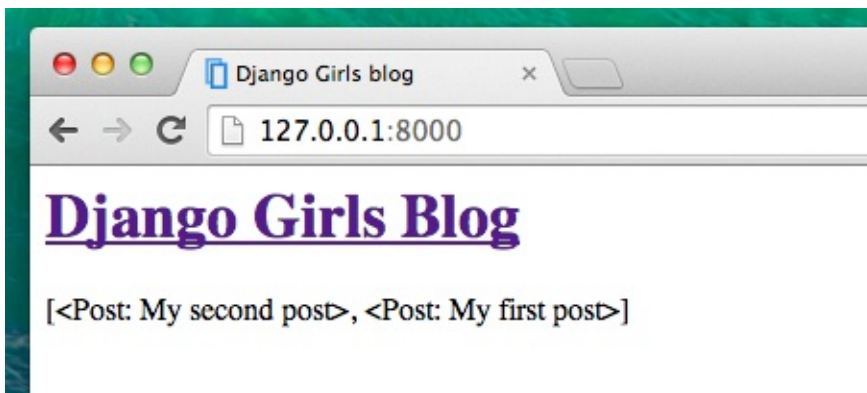 Django Girls blog
127.0.0.1:8000
Django Girls Blog
[<Post: My second post>, <Post: My first post>]